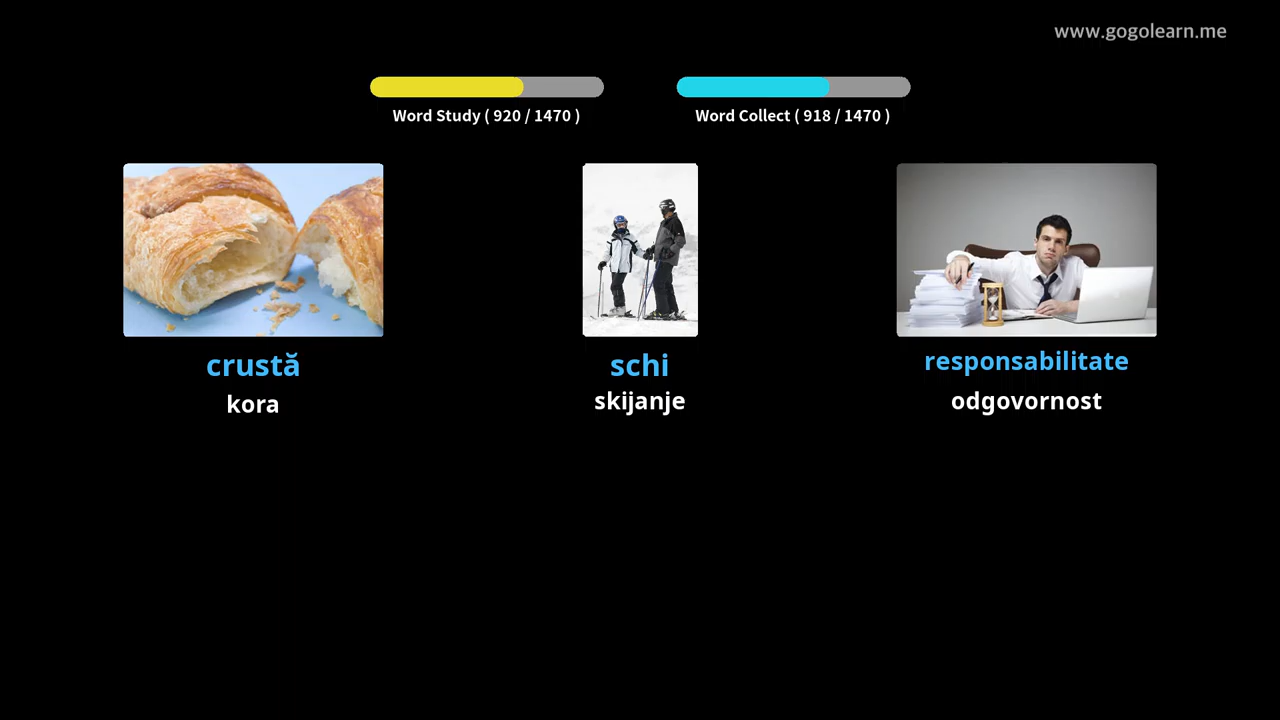 www.gogolearn.me
Word Study ( 920 / 1470 )
Word Collect ( 918 / 1470 )
crustă
schi
responsabilitate
kora
skijanje
odgovornost